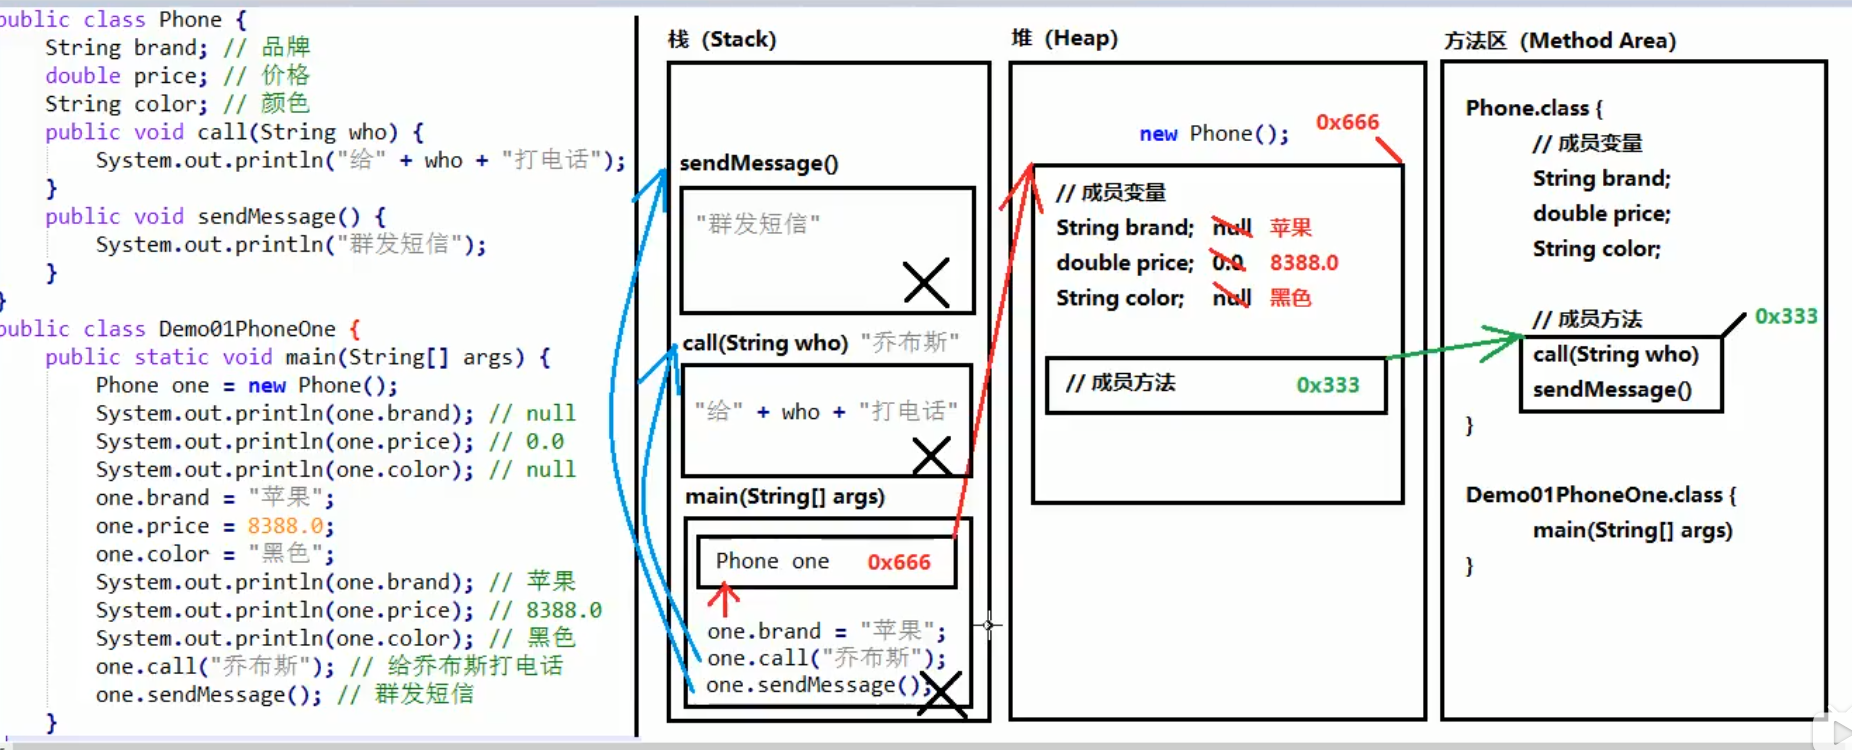 public class Phone {
String brand; // 品牌
double price; // 价格
String color; // 颜色
public void call(String who) {
System.out.println("给" + who + "打电话");
}
public void sendMessage() {
System.out.println("群发短信");
}
}
public class Demo01PhoneOne {
public static void main(String[] args) {
Phone one = new Phone();
System.out.println(one.brand); // null
System.out.println(one.price); // 0.0
System.out.println(one.color); // null
one.brand = "苹果";
one.price = 8388.0;
one.color = "黑色";
System.out.println(one.brand); // 苹果
System.out.println(one.price); // 8388.0
System.out.println(one.color); // 黑色
one.call("乔布斯"); // 给乔布斯打电话
one.sendMessage(); // 群发短信
}
栈（Stack）
sendMessage()
"群发短信"
call(String who) "乔布斯"
"给" + who + "打电话"
main(String[] args)
Phone one 0x666
one.brand = "苹果";
one.call("乔布斯");
one.sendMessage();
堆（Heap）
new Phone(); 0x666
// 成员变量
String brand; null 苹果
double price; 0.0 8388.0
String color; null 黑色
// 成员方法 0x333
方法区（Method Area）
Phone.class {
// 成员变量
String brand;
double price;
String color;
// 成员方法 0x333
call(String who)
sendMessage()
}
Demo01PhoneOne.class {
main(String[] args)
}